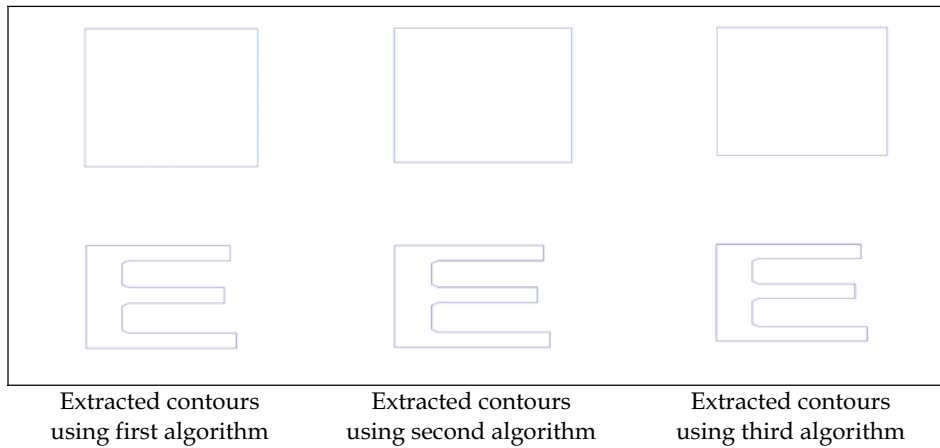 Extracted contours
using first algorithm
Extracted contours
using second algorithm
Extracted contours
using third algorithm